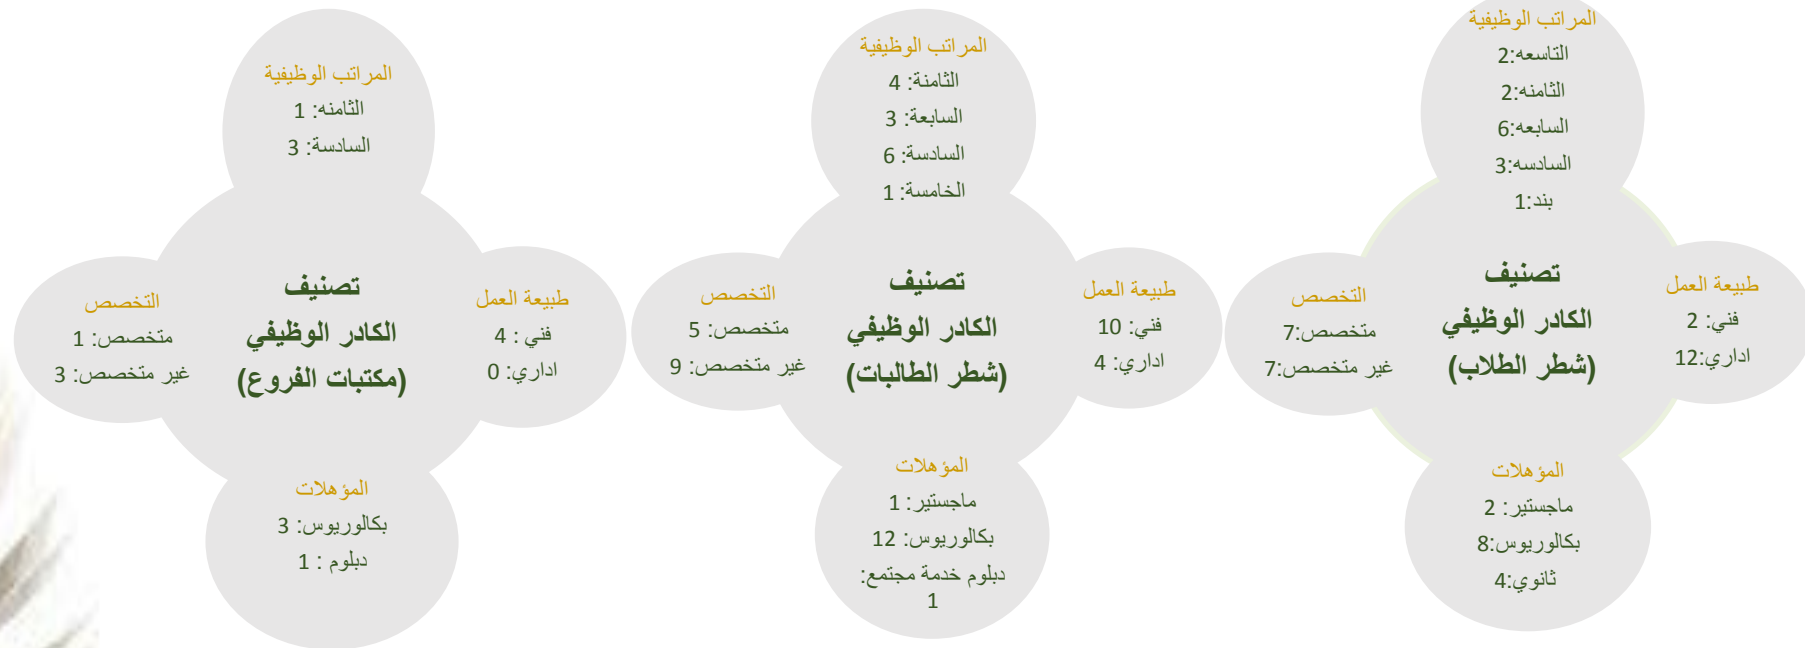 المراتب الوظيفية
التاسعه:2
الثامنه:2
السابعه:6
السادسه:3
بند:1
طبيعة العمل
فني: 2
اداري:12
تصنيف
الكادر الوظيفي
(شطر الطلاب)
التخصص
متخصص:7
غير متخصص:7
المؤهلات
ماجستير: 2
بكالوريوس:8
ثانوي:4
المراتب الوظيفية
الثامنة: 4
السابعة: 3
السادسة: 6
الخامسة: 1
طبيعة العمل
فني: 10
اداري: 4
تصنيف
الكادر الوظيفي
(شطر الطالبات)
التخصص
متخصص: 5
غير متخصص: 9
المؤهلات
ماجستير: 1
بكالوريوس: 12
دبلوم خدمة مجتمع:
1
المراتب الوظيفية
الثامنه: 1
السادسة: 3
طبيعة العمل
فني : 4
اداري: 0
تصنيف
الكادر الوظيفي
(مكتبات الفروع)
التخصص
متخصص: 1
غير متخصص: 3
المؤهلات
بكالوريوس: 3
دبلوم : 1